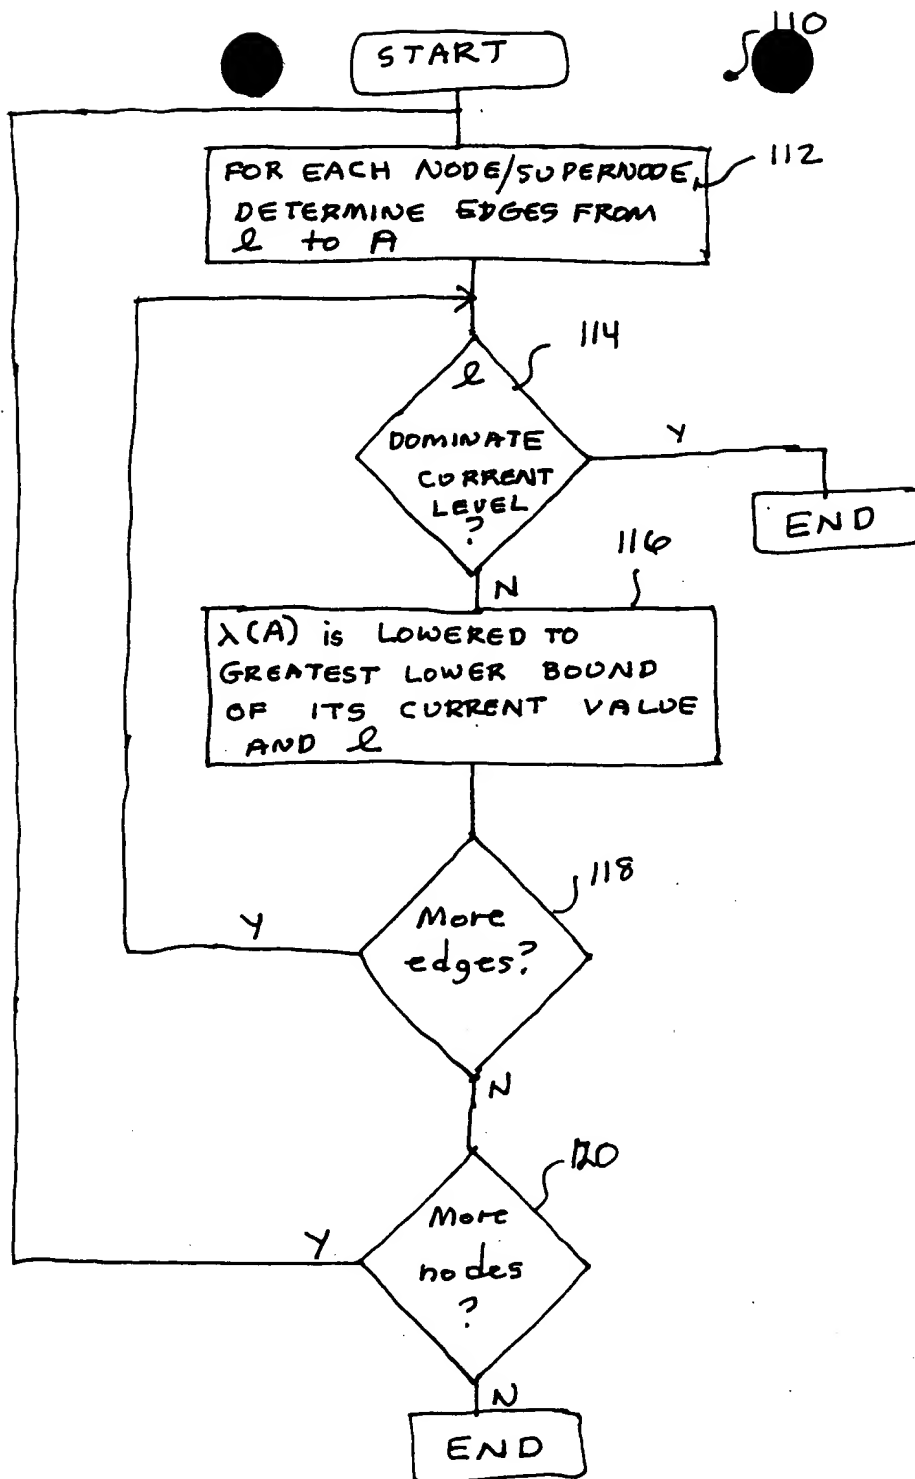 110
START
112
FOR EACH NODE/SUPERNODE,
DETERMINE EDGES FROM
ℓ to A
114
ℓ
DOMINATE
CURRENT
LEVEL
?
Y
END
116
N
λ(A) is LOWERED TO
GREATEST LOWER BOUND
OF ITS CURRENT VALUE
AND ℓ
118
More
edges?
Y
N
120
More
nodes
?
Y
N
END